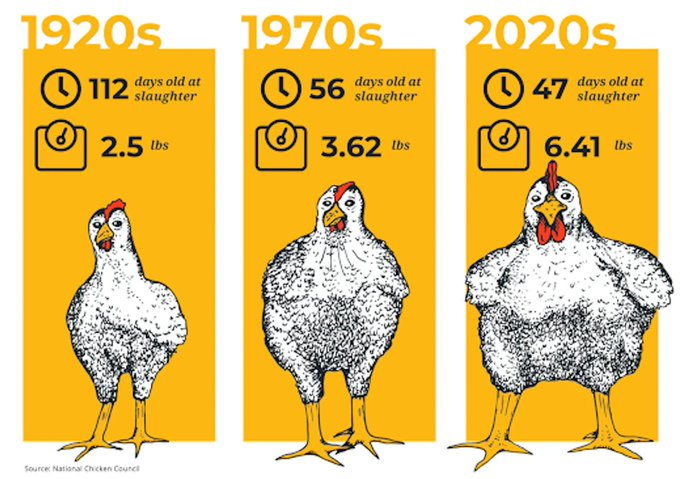 1920s
112 days old at
slaughter
2.5 lbs
1970s
56 days old at
slaughter
3.62 lbs
2020s
47 days old at
slaughter
6.41 lbs
Source: National Chicken Council